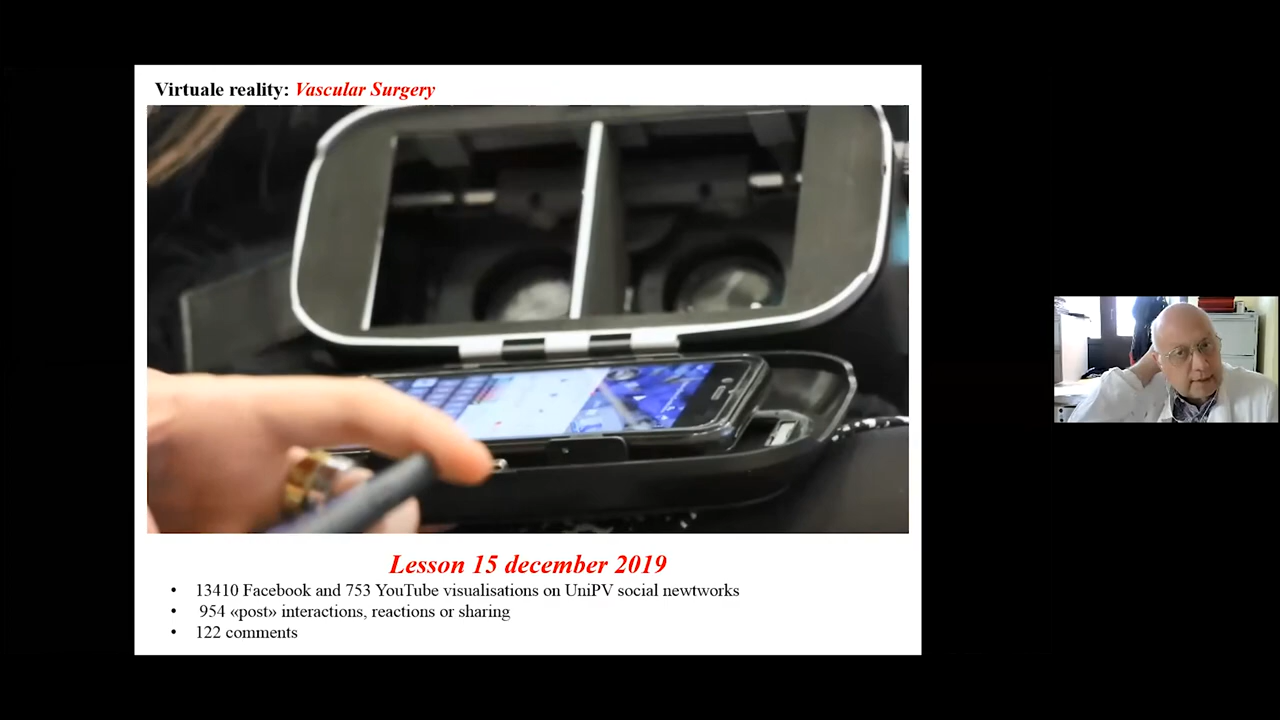 Virtuale reality: Vascular Surgery
Lesson 15 december 2019
• 13410 Facebook and 753 YouTube visualisations on UniPV social newtworks
• 954 «post» interactions, reactions or sharing
• 122 comments